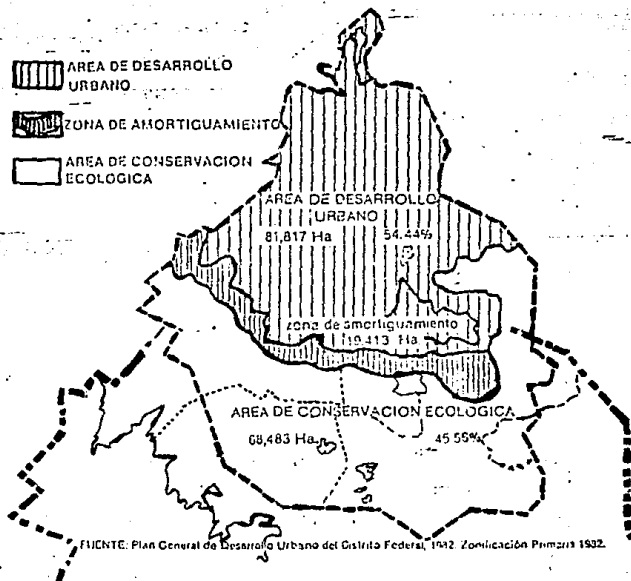 AREA DE DESARROLLO
URBANO
ZONA DE AMORTIGUAMIENTO
AREA DE CONSERVACION
ECOLOGICA
AREA DE DESARROLLO
URBANO
81,817 Ha 54.44%
zona de amortiguamiento
19,413 Ha
AREA DE CONSERVACION ECOLOGICA
68,483 Ha 45.56%
FUENTE: Plan General de Desarrollo Urbano del Distrito Federal, 1982. Zonificación Primaria 1982.